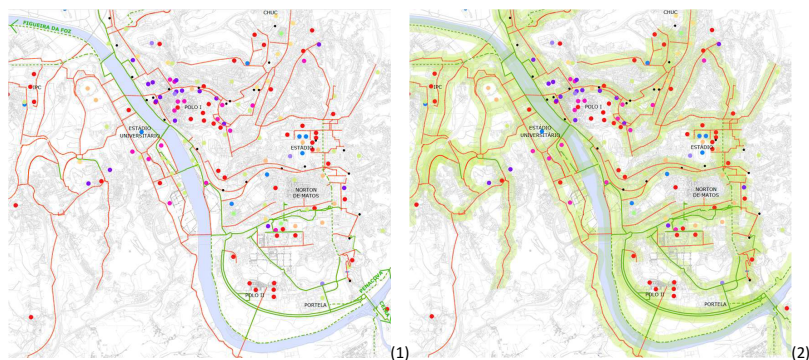 FIGUEIRA DA FOZ
CHUC
IPC
POLO I
ESTÁDIO
UNIVERSITÁRIO
ESTÁDIO
NORTON
DE MATOS
PENACOVA
POLO II
PORTELA
(1)
CHUC
IPC
POLO I
ESTÁDIO
UNIVERSITÁRIO
ESTÁDIO
NORTON
DE MATOS
POLO II
PORTELA
(2)